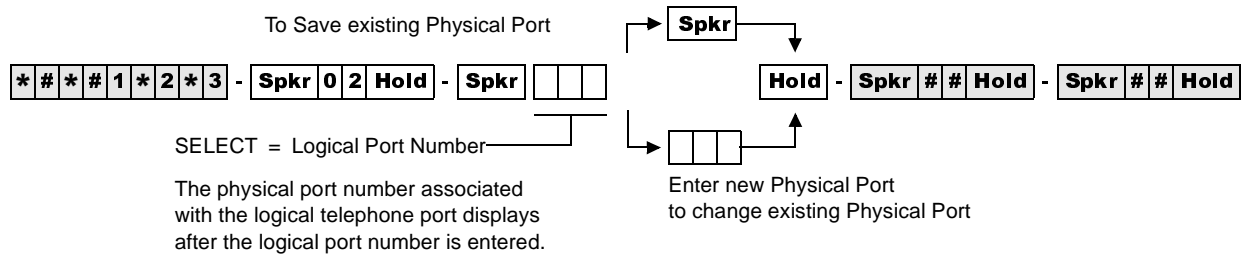 To Save existing Physical Port
Spkr
* # * # 1 * 2 * 3 - Spkr 0 2 Hold - Spkr
Hold - Spkr # # Hold - Spkr # # Hold
SELECT = Logical Port Number
The physical port number associated
with the logical telephone port displays
after the logical port number is entered.
Enter new Physical Port
to change existing Physical Port